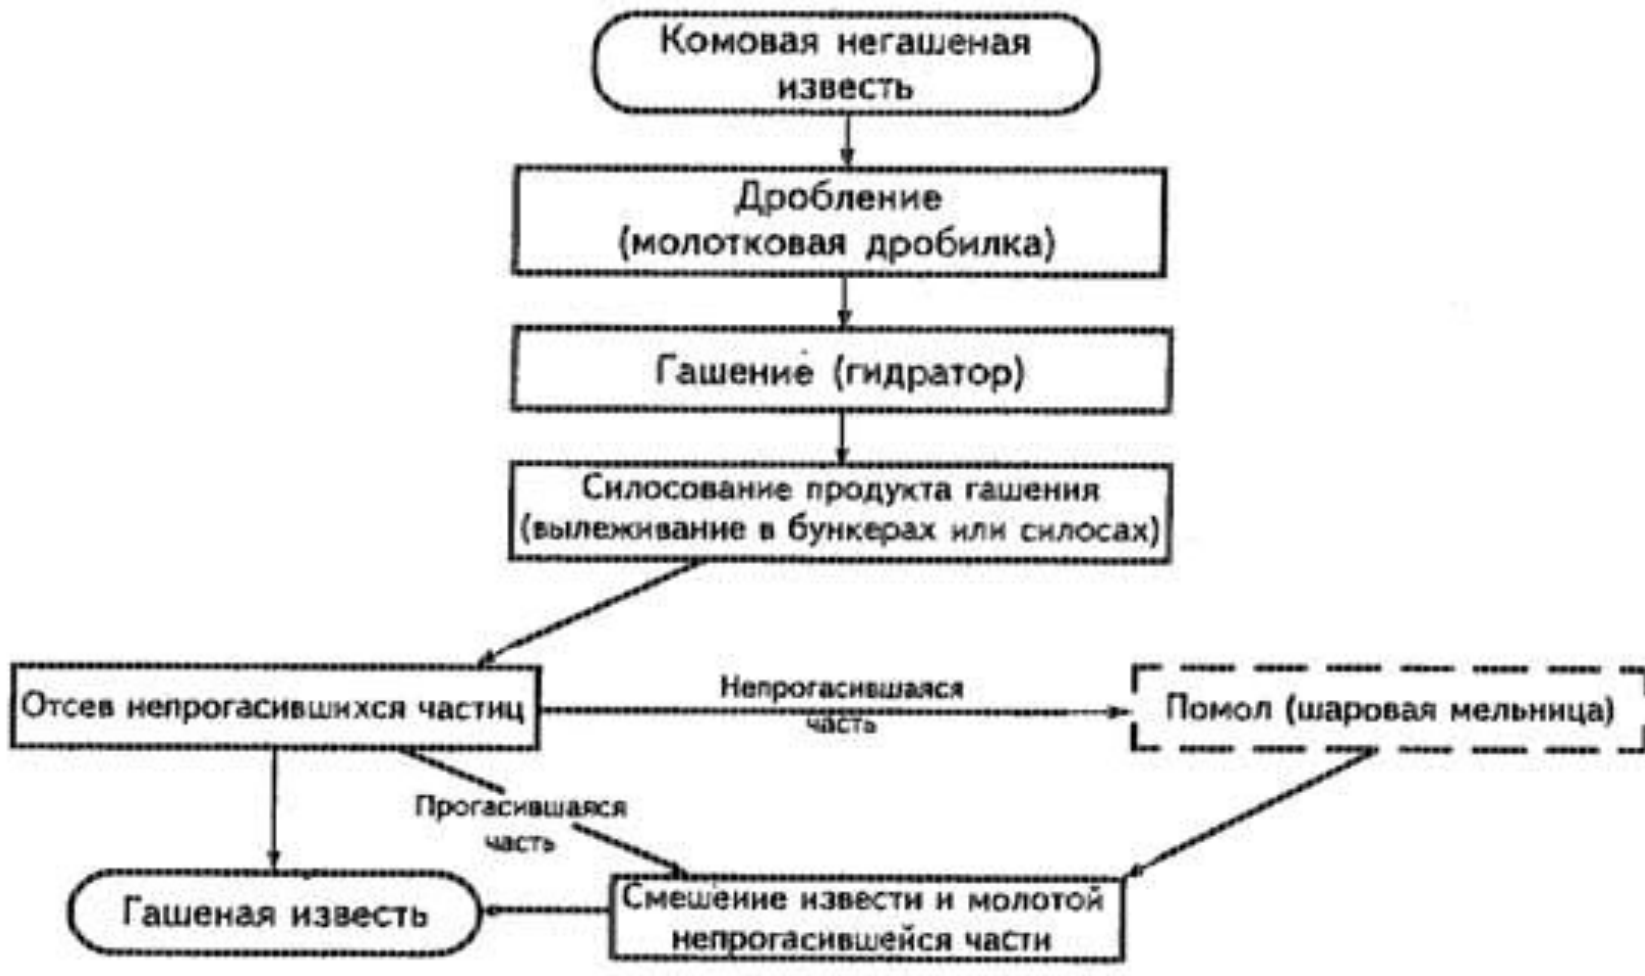 Комовая негашеная
известь
Дробление
(молотковая дробилка)
Гашение (гидратор)
Силосование продукта гашения
(вылеживание в бункерах или силосах)
Отсев непрогасившихся частиц
Непрогасившаяся
часть
Помол (шаровая мельница)
Прогасившаяся
часть
Гашеная известь
Смешение извести и молотой
непрогасившейся части